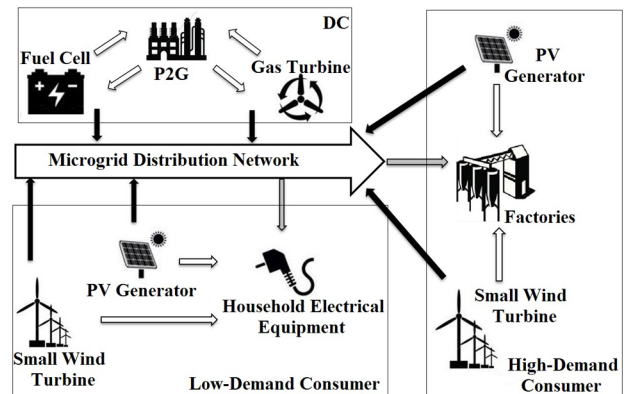 DC
Fuel Cell
P2G
Gas Turbine
PV
Generator
Microgrid Distribution Network
Factories
PV Generator
Household Electrical
Equipment
Small Wind
Turbine
Low-Demand Consumer
Small Wind
Turbine
High-Demand
Consumer